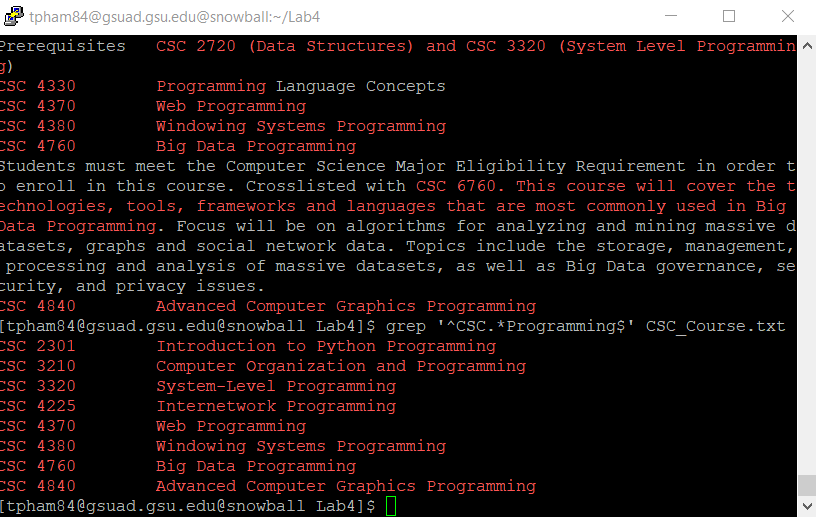 tpham84@gsuad.gsu.edu@snowball:~/Lab4
Prerequisites   CSC 2720 (Data Structures) and CSC 3320 (System Level Programmin
g)
CSC 4330        Programming Language Concepts
CSC 4370        Web Programming
CSC 4380        Windowing Systems Programming
CSC 4760        Big Data Programming
Students must meet the Computer Science Major Eligibility Requirement in order t
o enroll in this course. Crosslisted with CSC 6760. This course will cover the t
echnologies, tools, frameworks and languages that are most commonly used in Big
Data Programming. Focus will be on algorithms for analyzing and mining massive d
atasets, graphs and social network data. Topics include the storage, management,
 processing and analysis of massive datasets, as well as Big Data governance, se
curity, and privacy issues.
CSC 4840        Advanced Computer Graphics Programming
[tpham84@gsuad.gsu.edu@snowball Lab4]$ grep '^CSC.*Programming$' CSC_Course.txt
CSC 2301        Introduction to Python Programming
CSC 3210        Computer Organization and Programming
CSC 3320        System-Level Programming
CSC 4225        Internetwork Programming
CSC 4370        Web Programming
CSC 4380        Windowing Systems Programming
CSC 4760        Big Data Programming
CSC 4840        Advanced Computer Graphics Programming
[tpham84@gsuad.gsu.edu@snowball Lab4]$